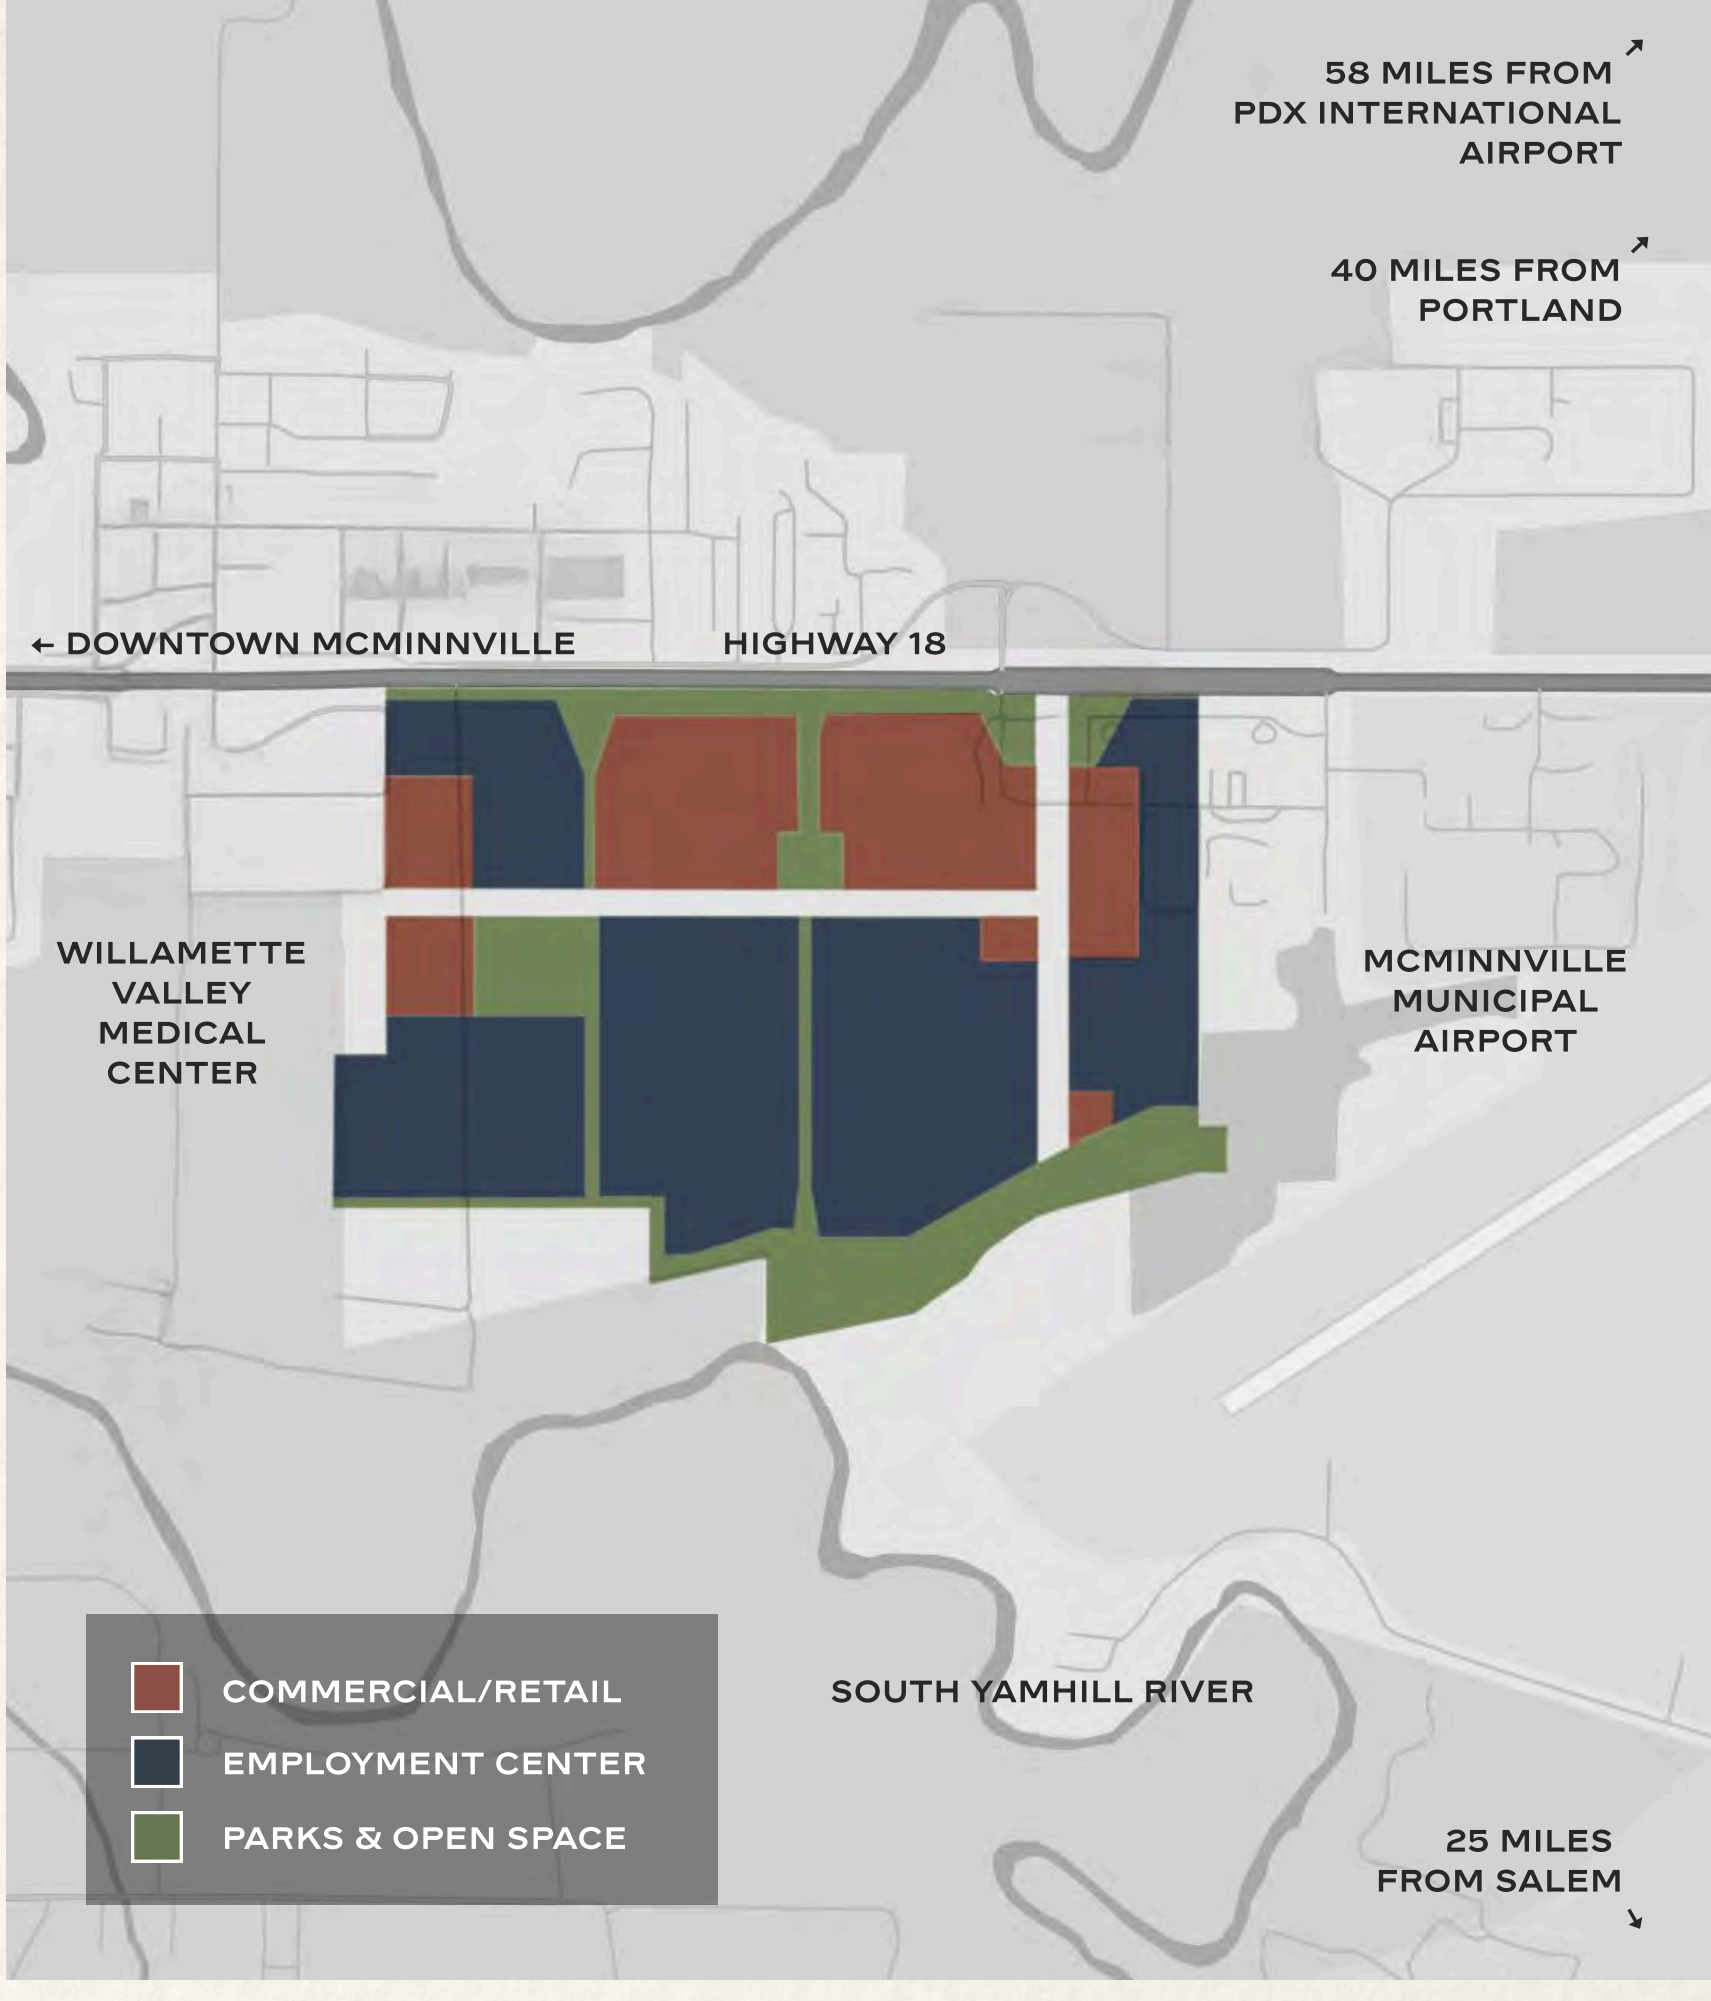 58 MILES FROM
PDX INTERNATIONAL
AIRPORT
40 MILES FROM
PORTLAND
← DOWNTOWN MCMINNVILLE
HIGHWAY 18
WILLAMETTE
VALLEY
MEDICAL
CENTER
MCMINNVILLE
MUNICIPAL
AIRPORT
SOUTH YAMHILL RIVER
COMMERCIAL/RETAIL
EMPLOYMENT CENTER
PARKS & OPEN SPACE
25 MILES
FROM SALEM